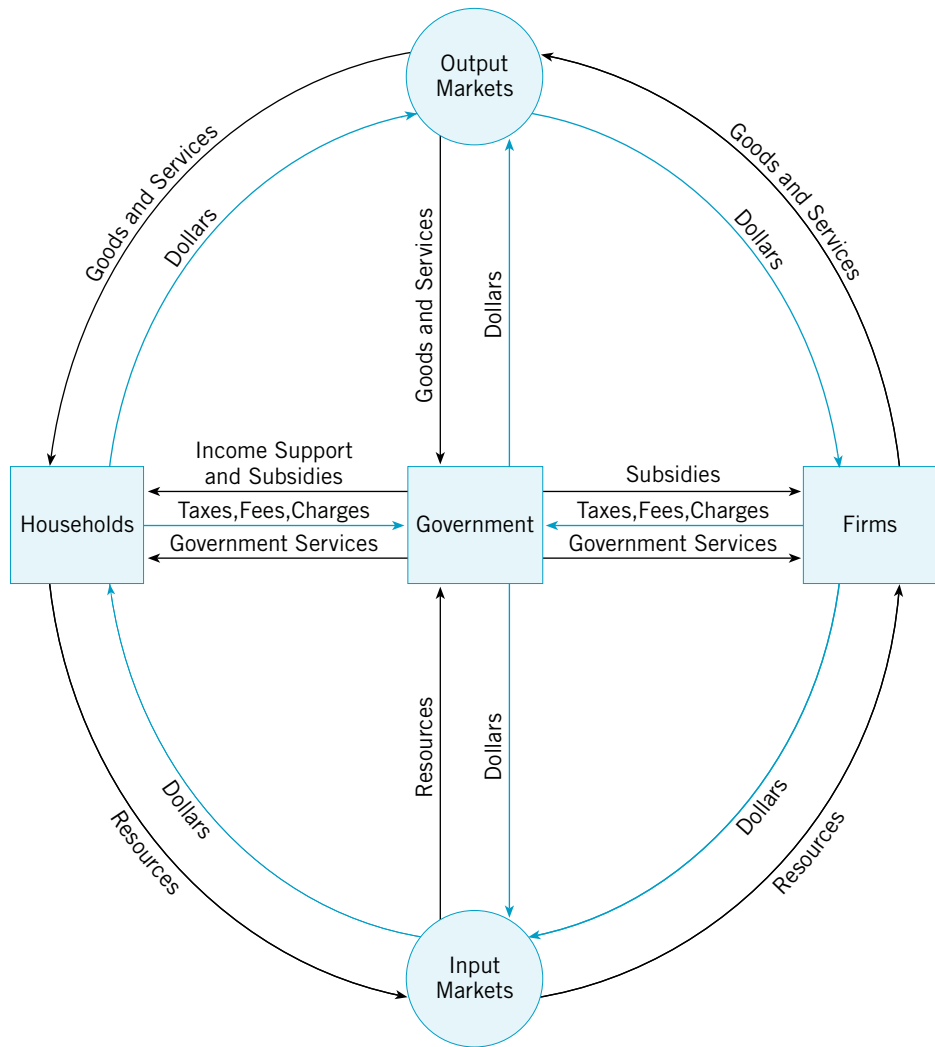 Output
Markets
Goods and Services
Dollars
Goods and Services
Dollars
Dollars
Goods and Services
Households
Income Support
and Subsidies
Taxes,Fees,Charges
Government Services
Government
Subsidies
Taxes,Fees,Charges
Government Services
Firms
Resources
Dollars
Resources
Dollars
Dollars
Resources
Input
Markets